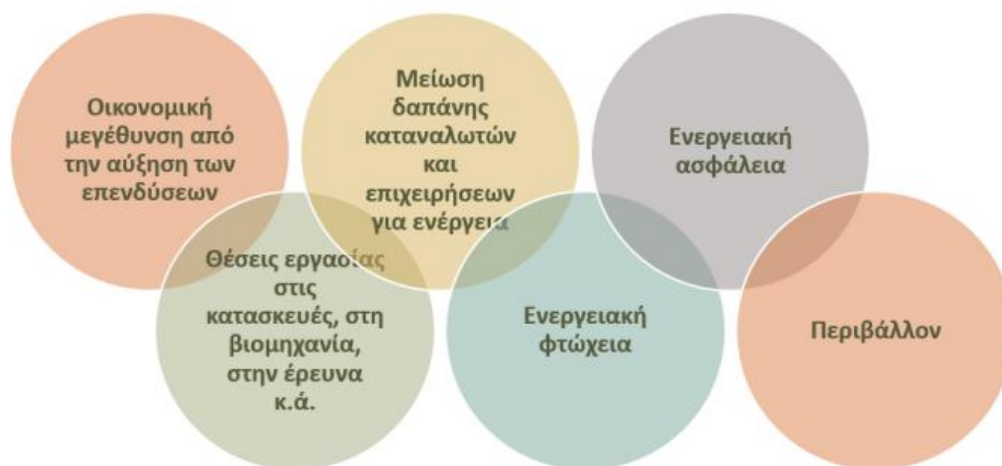 Οικονομική
μεγέθυνση από
την αύξηση των
επενδύσεων
Θέσεις εργασίας
στις
κατασκευές, στη
βιομηχανία,
στην έρευνα
κ.ά.
Μείωση
δαπάνης
καταναλωτών
και
επιχειρήσεων
για ενέργεια
Ενεργειακή
φτώχεια
Ενεργειακή
ασφάλεια
Περιβάλλον